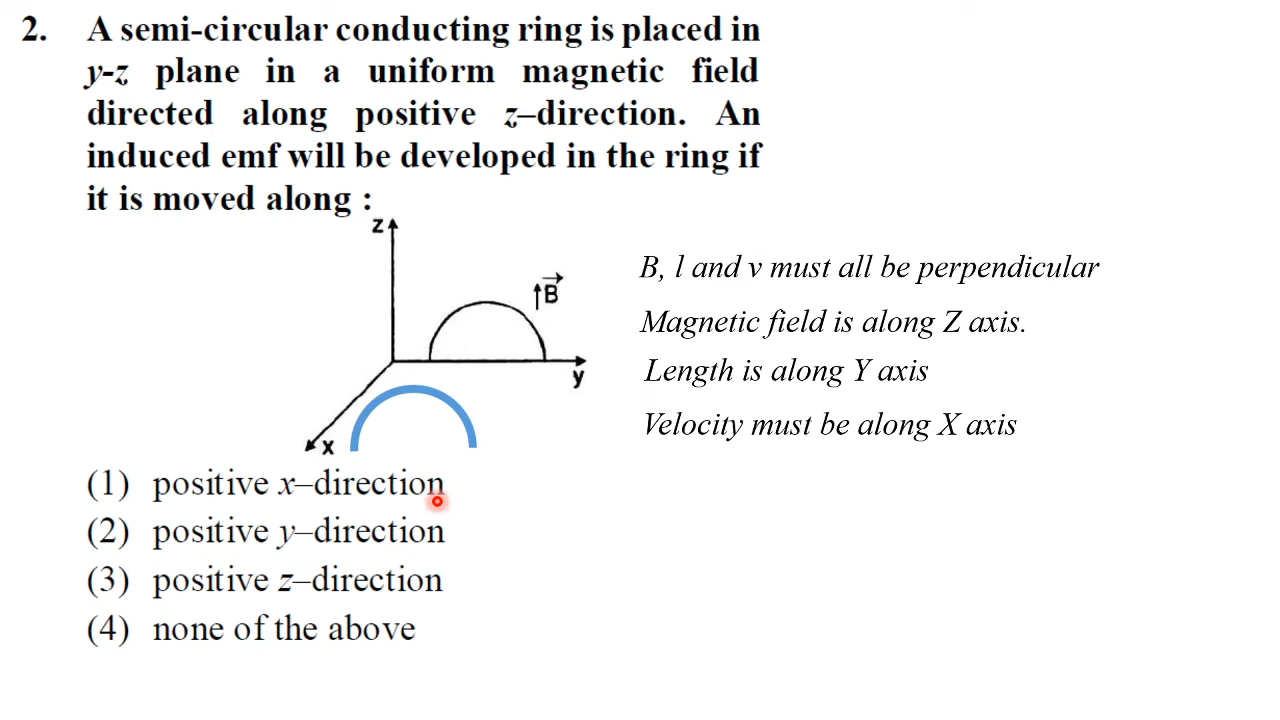 2. A semi-circular conducting ring is placed in
y-z plane in a uniform magnetic field
directed along positive z–direction. An
induced emf will be developed in the ring if
it is moved along :
z
B
y
x
B, l and v must all be perpendicular
Magnetic field is along Z axis.
Length is along Y axis
Velocity must be along X axis
(1) positive x–direction
(2) positive y–direction
(3) positive z–direction
(4) none of the above